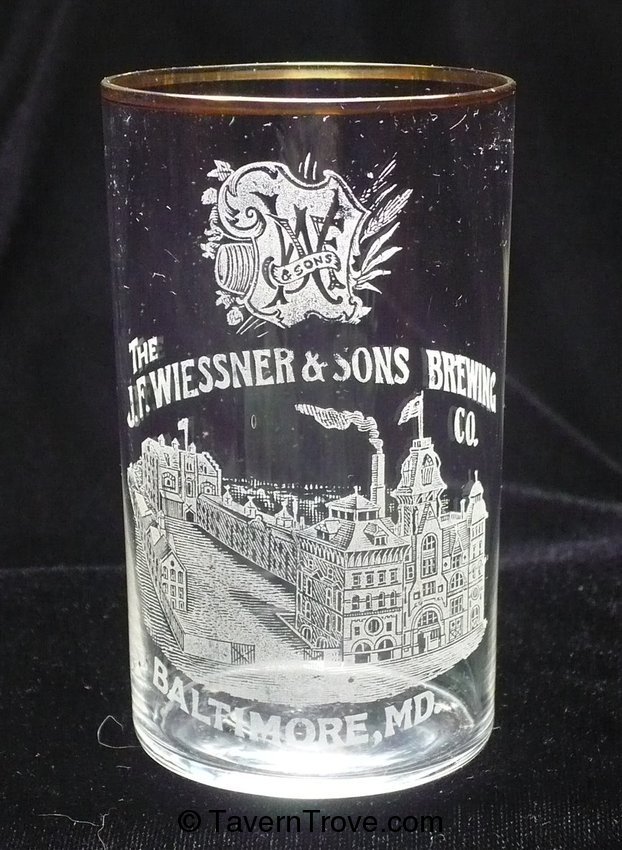 W
& SONS
THE
J.F. WIESSNER & SONS BREWING
CO.
BALTIMORE, MD.
© TavernTrove.com